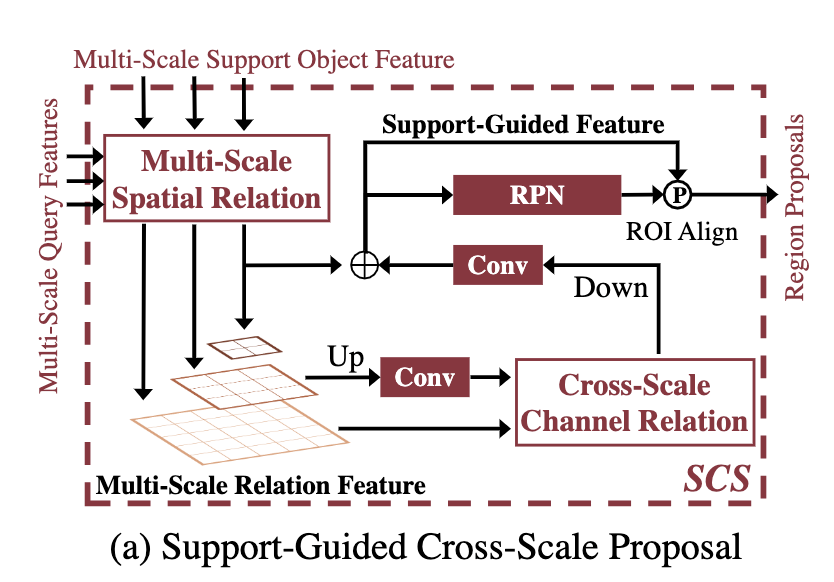 Multi-Scale Support Object Feature
Multi-Scale Query Features
Multi-Scale
Spatial Relation
Support-Guided Feature
RPN
P
ROI Align
Region Proposals
Conv
Down
Up
Conv
Cross-Scale
Channel Relation
Multi-Scale Relation Feature
SCS
(a) Support-Guided Cross-Scale Proposal